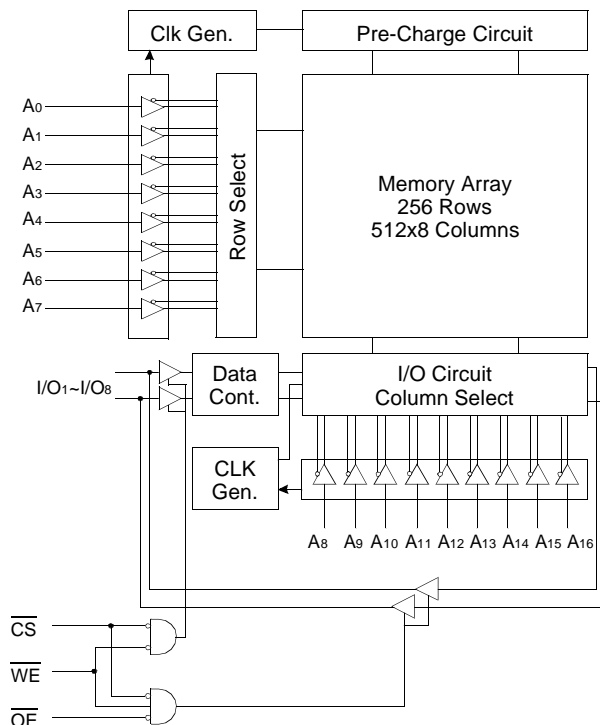 Clk Gen.
Pre-Charge Circuit
A0
A1
A2
A3
A4
A5
A6
A7
Row Select
Memory Array
256 Rows
512x8 Columns
I/O1~I/O8
Data
Cont.
I/O Circuit
Column Select
CLK
Gen.
A8 A9 A10 A11 A12 A13 A14 A15 A16
CS
WE
OE